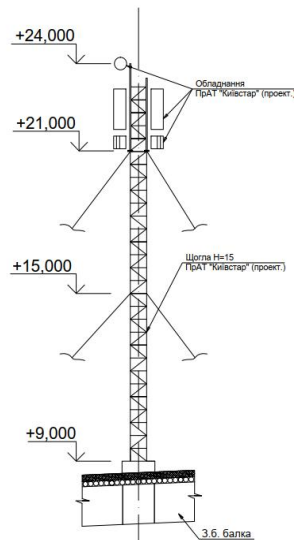 +24,000
Обладнання
ПрАТ "Київстар" (проект.)
+21,000
Щогла Н=15
ПрАТ "Київстар" (проект.)
+15,000
+9,000
З.б. балка